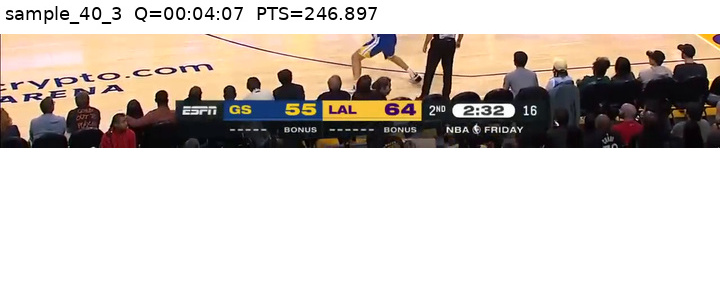 sample_40_3 Q=00:04:07 PTS=246.897
crypto.com
ARENA
ESPN GS 55 LAL 64 2ND 2:32 16
BONUS BONUS NBA FRIDAY